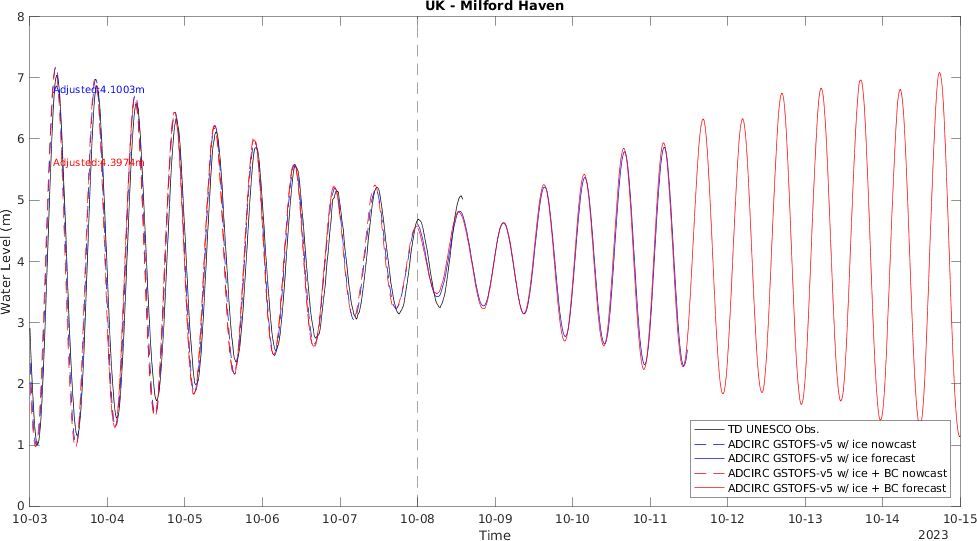 UK - Milford Haven
8
7
6
5
4
3
2
1
0
Water Level (m)
Adjusted:4.1003m
Adjusted:4.3974m
TD UNESCO Obs.
ADCIRC GSTOFS-v5 w/ ice nowcast
ADCIRC GSTOFS-v5 w/ ice forecast
ADCIRC GSTOFS-v5 w/ ice + BC nowcast
ADCIRC GSTOFS-v5 w/ ice + BC forecast
10-03 10-04 10-05 10-06 10-07 10-08 10-09 10-10 10-11 10-12 10-13 10-14 10-15
Time
2023